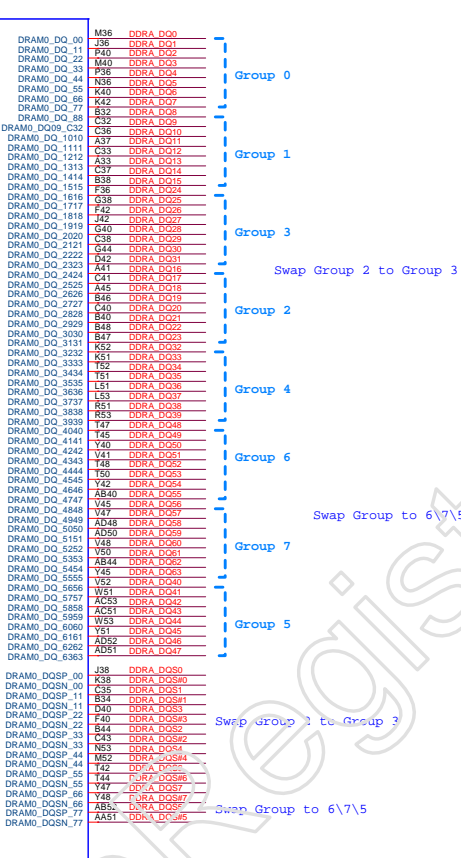 DRAM0_DQ_00 M36 DDRA_DQ0
DRAM0_DQ_11 J36 DDRA_DQ1
DRAM0_DQ_22 P40 DDRA_DQ2
DRAM0_DQ_33 M40 DDRA_DQ3
DRAM0_DQ_44 P36 DDRA_DQ4 Group 0
DRAM0_DQ_55 N36 DDRA_DQ5
DRAM0_DQ_66 K40 DDRA_DQ6
DRAM0_DQ_77 K42 DDRA_DQ7
DRAM0_DQ_88 B32 DDRA_DQ8
DRAM0_DQ09_C32 C32 DDRA_DQ9
DRAM0_DQ_1010 C36 DDRA_DQ10
DRAM0_DQ_1111 A37 DDRA_DQ11
DRAM0_DQ_1212 C33 DDRA_DQ12 Group 1
DRAM0_DQ_1313 A33 DDRA_DQ13
DRAM0_DQ_1414 C37 DDRA_DQ14
DRAM0_DQ_1515 B38 DDRA_DQ15
DRAM0_DQ_1616 F36 DDRA_DQ24
DRAM0_DQ_1717 G38 DDRA_DQ25
DRAM0_DQ_1818 F42 DDRA_DQ26
DRAM0_DQ_1919 J42 DDRA_DQ27
DRAM0_DQ_2020 G40 DDRA_DQ28 Group 3
DRAM0_DQ_2121 C38 DDRA_DQ29
DRAM0_DQ_2222 G44 DDRA_DQ30
DRAM0_DQ_2323 D42 DDRA_DQ31
DRAM0_DQ_2424 A41 DDRA_DQ16 Swap Group 2 to Group 3
DRAM0_DQ_2525 C41 DDRA_DQ17
DRAM0_DQ_2626 A45 DDRA_DQ18
DRAM0_DQ_2727 B46 DDRA_DQ19
DRAM0_DQ_2828 C40 DDRA_DQ20 Group 2
DRAM0_DQ_2929 B40 DDRA_DQ21
DRAM0_DQ_3030 B48 DDRA_DQ22
DRAM0_DQ_3131 B47 DDRA_DQ23
DRAM0_DQ_3232 K52 DDRA_DQ32
DRAM0_DQ_3333 K51 DDRA_DQ33
DRAM0_DQ_3434 T52 DDRA_DQ34
DRAM0_DQ_3535 T51 DDRA_DQ35
DRAM0_DQ_3636 L51 DDRA_DQ36 Group 4
DRAM0_DQ_3737 L53 DDRA_DQ37
DRAM0_DQ_3838 R51 DDRA_DQ38
DRAM0_DQ_3939 R53 DDRA_DQ39
DRAM0_DQ_4040 T47 DDRA_DQ48
DRAM0_DQ_4141 T45 DDRA_DQ49
DRAM0_DQ_4242 Y40 DDRA_DQ50
DRAM0_DQ_4343 V41 DDRA_DQ51 Group 6
DRAM0_DQ_4444 T48 DDRA_DQ52
DRAM0_DQ_4545 T50 DDRA_DQ53
DRAM0_DQ_4646 Y42 DDRA_DQ54
DRAM0_DQ_4747 AB40 DDRA_DQ55
DRAM0_DQ_4848 V45 DDRA_DQ56
DRAM0_DQ_4949 V47 DDRA_DQ57 Swap Group to 6\7\5
DRAM0_DQ_5050 AD48 DDRA_DQ58
DRAM0_DQ_5151 AD50 DDRA_DQ59
DRAM0_DQ_5252 V48 DDRA_DQ60 Group 7
DRAM0_DQ_5353 V50 DDRA_DQ61
DRAM0_DQ_5454 AB44 DDRA_DQ62
DRAM0_DQ_5555 Y45 DDRA_DQ63
DRAM0_DQ_5656 V52 DDRA_DQ40
DRAM0_DQ_5757 W51 DDRA_DQ41
DRAM0_DQ_5858 AC53 DDRA_DQ42
DRAM0_DQ_5959 AC51 DDRA_DQ43
DRAM0_DQ_6060 W53 DDRA_DQ44 Group 5
DRAM0_DQ_6161 Y51 DDRA_DQ45
DRAM0_DQ_6262 AD52 DDRA_DQ46
DRAM0_DQ_6363 AD51 DDRA_DQ47
DRAM0_DQSP_00 J38 DDRA_DQS0
DRAM0_DQSN_00 K38 DDRA_DQS#0
DRAM0_DQSP_11 C35 DDRA_DQS1
DRAM0_DQSN_11 B34 DDRA_DQS#1
DRAM0_DQSP_22 D40 DDRA_DQS3
DRAM0_DQSN_22 F40 DDRA_DQS#3 Swap Group 2 to Group 3
DRAM0_DQSP_33 B44 DDRA_DQS2
DRAM0_DQSN_33 C43 DDRA_DQS#2
DRAM0_DQSP_44 N53 DDRA_DQS4
DRAM0_DQSN_44 M52 DDRA_DQS#4
DRAM0_DQSP_55 T42
DRAM0_DQSN_55 T44 DDRA_DQS#6
DRAM0_DQSP_66 Y47 DDRA_DQS7
DRAM0_DQSN_66 Y48 DDRA_DQS#7
DRAM0_DQSP_77 AB52 DDRA_DQS5 Swap Group to 6\7\5
DRAM0_DQSN_77 AA51 DDRA_DQS#5